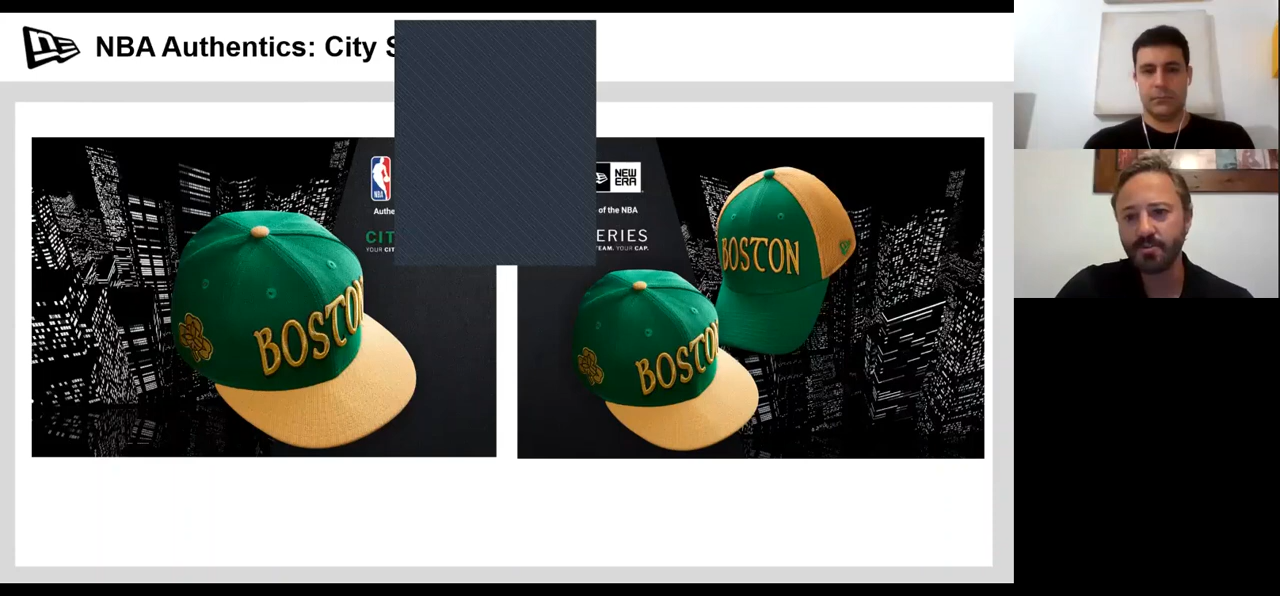 NBA Authentics: City S
NBA
Authe
CIT
YOUR CIT
BOSTON
NEW
ERA
of the NBA
ERIES
TEAM. YOUR CAP.
BOSTON
BOSTON